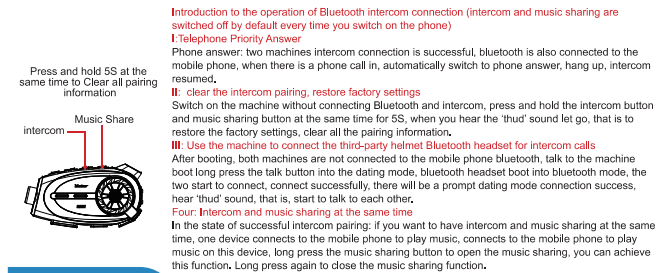 Introduction to the operation of Bluetooth intercom connection (intercom and music sharing are
switched off by default every time you switch on the phone)
I:Telephone Priority Answer
Phone answer: two machines intercom connection is successful, bluetooth is also connected to the
mobile phone, when there is a phone call in, automatically switch to phone answer, hang up, intercom
resumed.
II: clear the intercom pairing, restore factory settings
Switch on the machine without connecting Bluetooth and intercom, press and hold the intercom button
and music sharing button at the same time for 5S, when you hear the 'thud' sound let go, that is to
restore the factory settings, clear all the pairing information.
III: Use the machine to connect the third-party helmet Bluetooth headset for intercom calls
After booting, both machines are not connected to the mobile phone bluetooth, talk to the machine
boot long press the talk button into the dating mode, bluetooth headset boot into bluetooth mode, the
two start to connect, connect successfully, there will be a prompt dating mode connection success,
hear 'thud' sound, that is, start to talk to each other.
Four: Intercom and music sharing at the same time
In the state of successful intercom pairing: if you want to have intercom and music sharing at the same
time, one device connects to the mobile phone to play music, connects to the mobile phone to play
music on this device, long press the music sharing button to open the music sharing, you can achieve
this function. Long press again to close the music sharing function.
Press and hold 5S at the
same time to Clear all pairing
information
Music Share
intercom